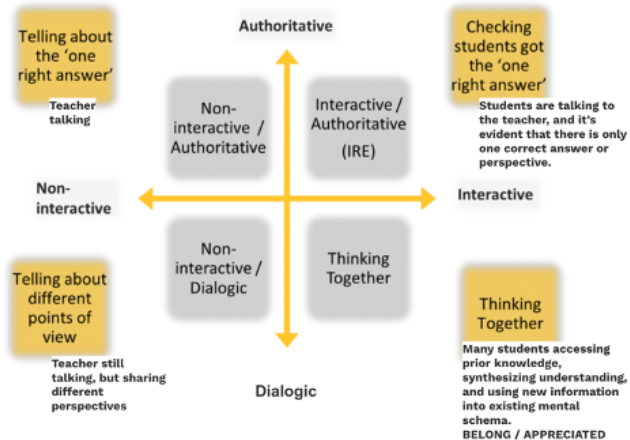 Telling about
the ‘one
right answer’
Teacher
talking
Authoritative
Checking
students got
the ‘one
right answer’
Students are talking to
the teacher, and it's
evident that there is only
one correct answer or
perspective.
Non-
interactive /
Authoritative
Interactive /
Authoritative
(IRE)
Non-
interactive
Interactive
Non-
interactive /
Dialogic
Thinking
Together
Telling about
different
points of
view
Teacher still
talking, but sharing
different
perspectives
Dialogic
Thinking
Together
Many students accessing
prior knowledge,
synthesizing understanding,
and using new information
into existing mental
schema.
BELONG / APPRECIATED